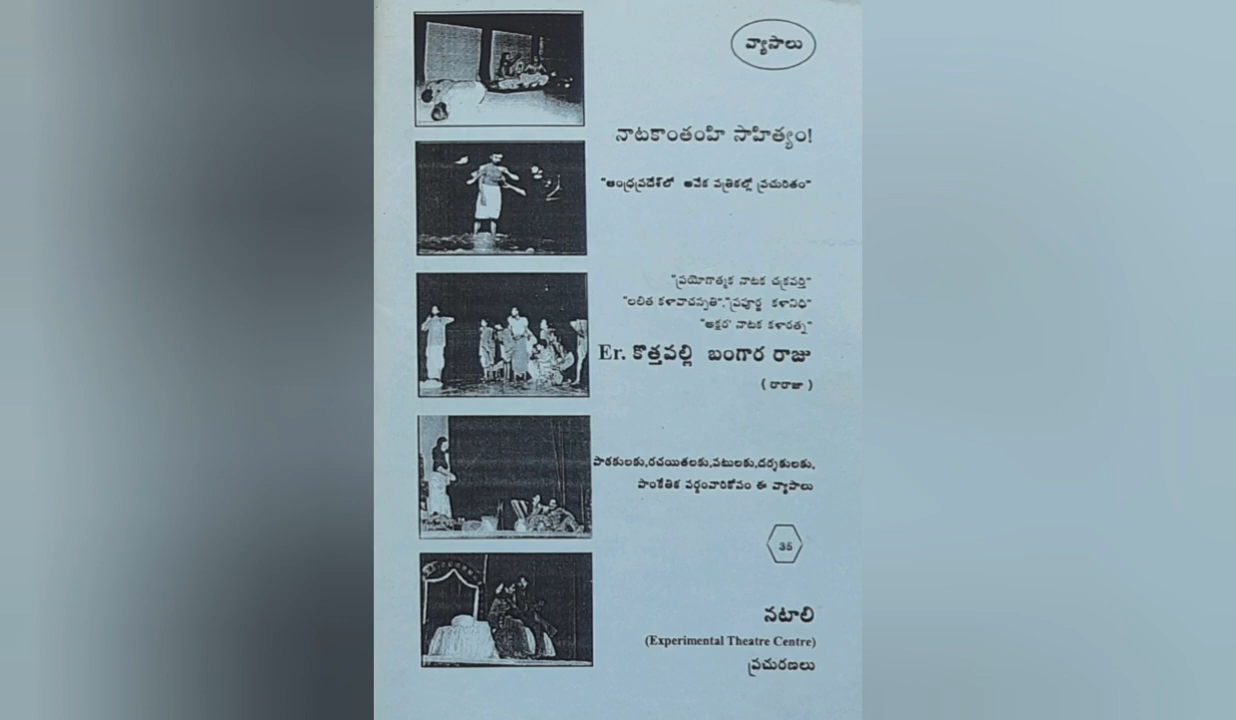 వ్యాసాలు
నాటకాంతంహి సాహిత్యం!
"ఆంధ్రప్రదేశ్‌లో అనేక పత్రికల్లో ప్రచురితం"
"ప్రయోగాత్మక నాటక చక్రవర్తి"
"లలిత కళావాచస్పతి","ప్రపూర్ణ కళానిధి"
"అక్షర' నాటక కళారత్న"
Er. కొత్తపల్లి బంగార రాజు
( రారాజు )
పాఠకులకు,రచయితలకు,నటులకు,దర్శకులకు,
సాంకేతిక వర్గంవారికోసం ఈ వ్యాసాలు
35
నటాలి
(Experimental Theatre Centre)
ప్రచురణలు